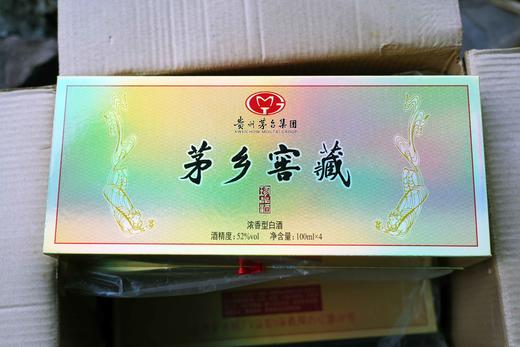 贵州茅台集团
KWEICHOW MOUTAI GROUP
茅乡窖藏
浓香型白酒
酒精度：52%vol 净含量：100ml×4